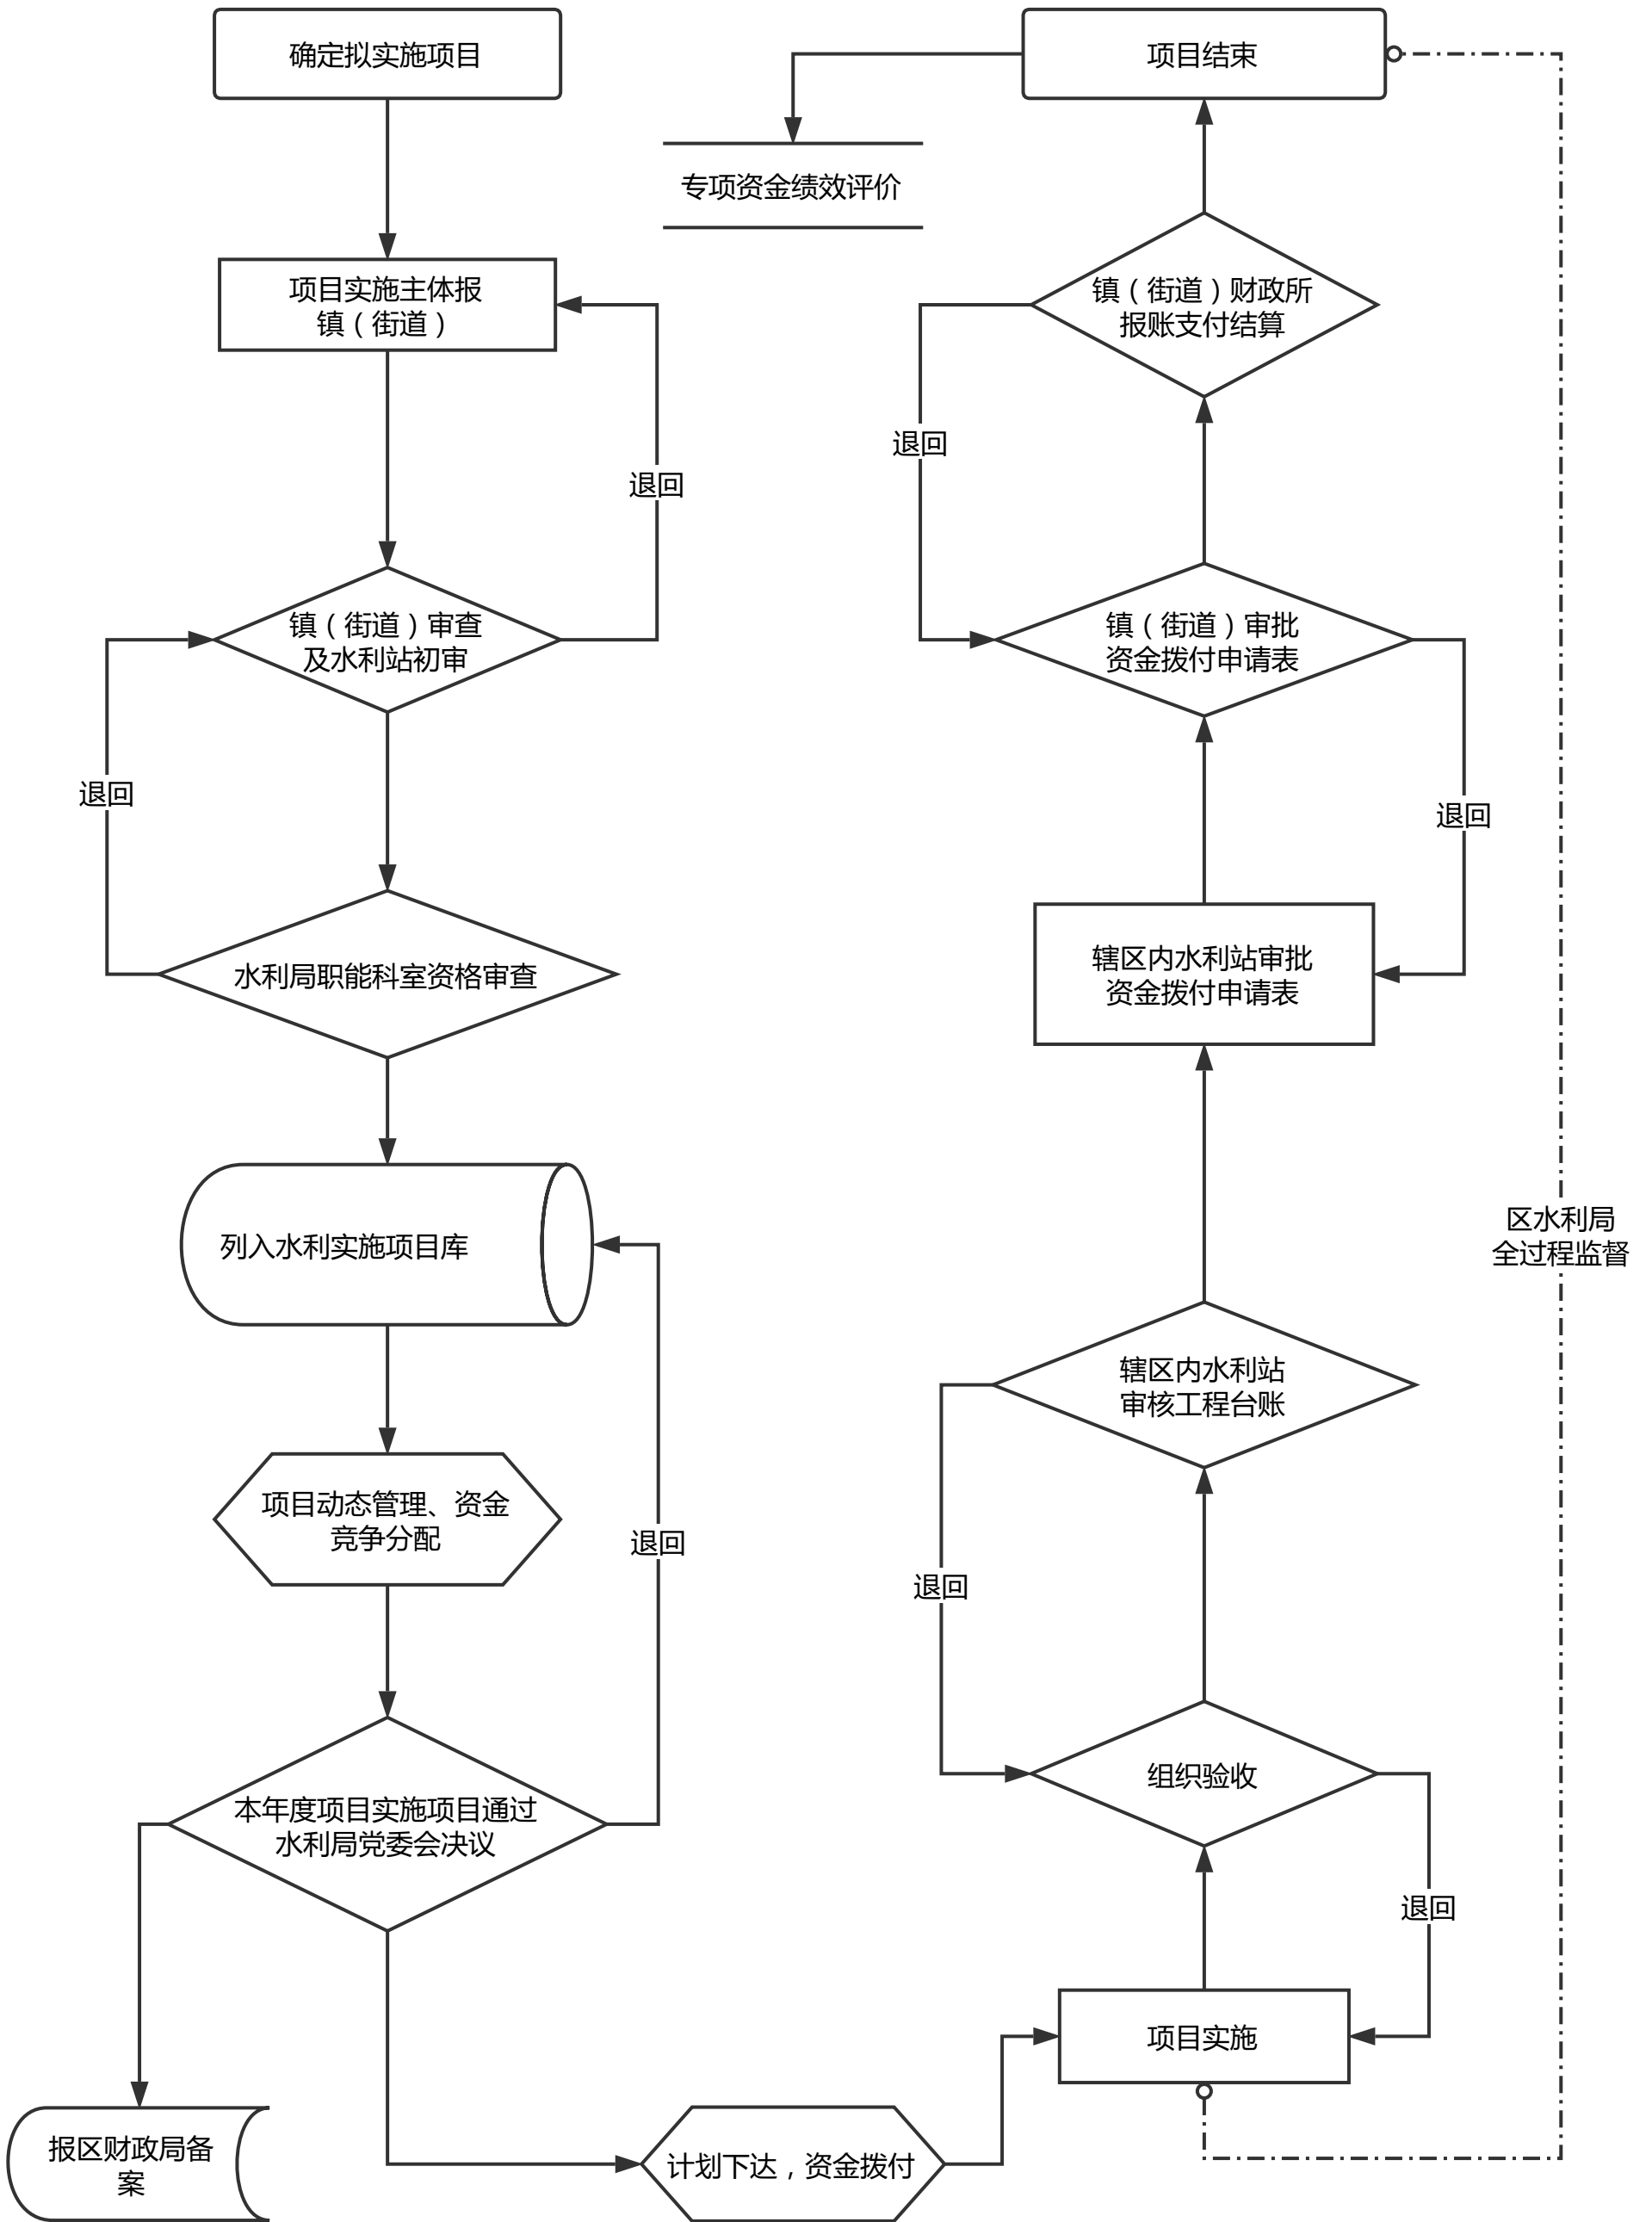 确定拟实施项目
项目实施主体报
镇（街道）
退回
镇（街道）审查
及水利站初审
退回
水利局职能科室资格审查
列入水利实施项目库
项目动态管理、资金
竞争分配
退回
本年度项目实施项目通过
水利局党委会决议
报区财政局备
案
计划下达，资金拨付
项目实施
退回
组织验收
退回
辖区内水利站
审核工程台账
辖区内水利站审批
资金拨付申请表
退回
镇（街道）审批
资金拨付申请表
退回
镇（街道）财政所
报账支付结算
项目结束
专项资金绩效评价
区水利局
全过程监督